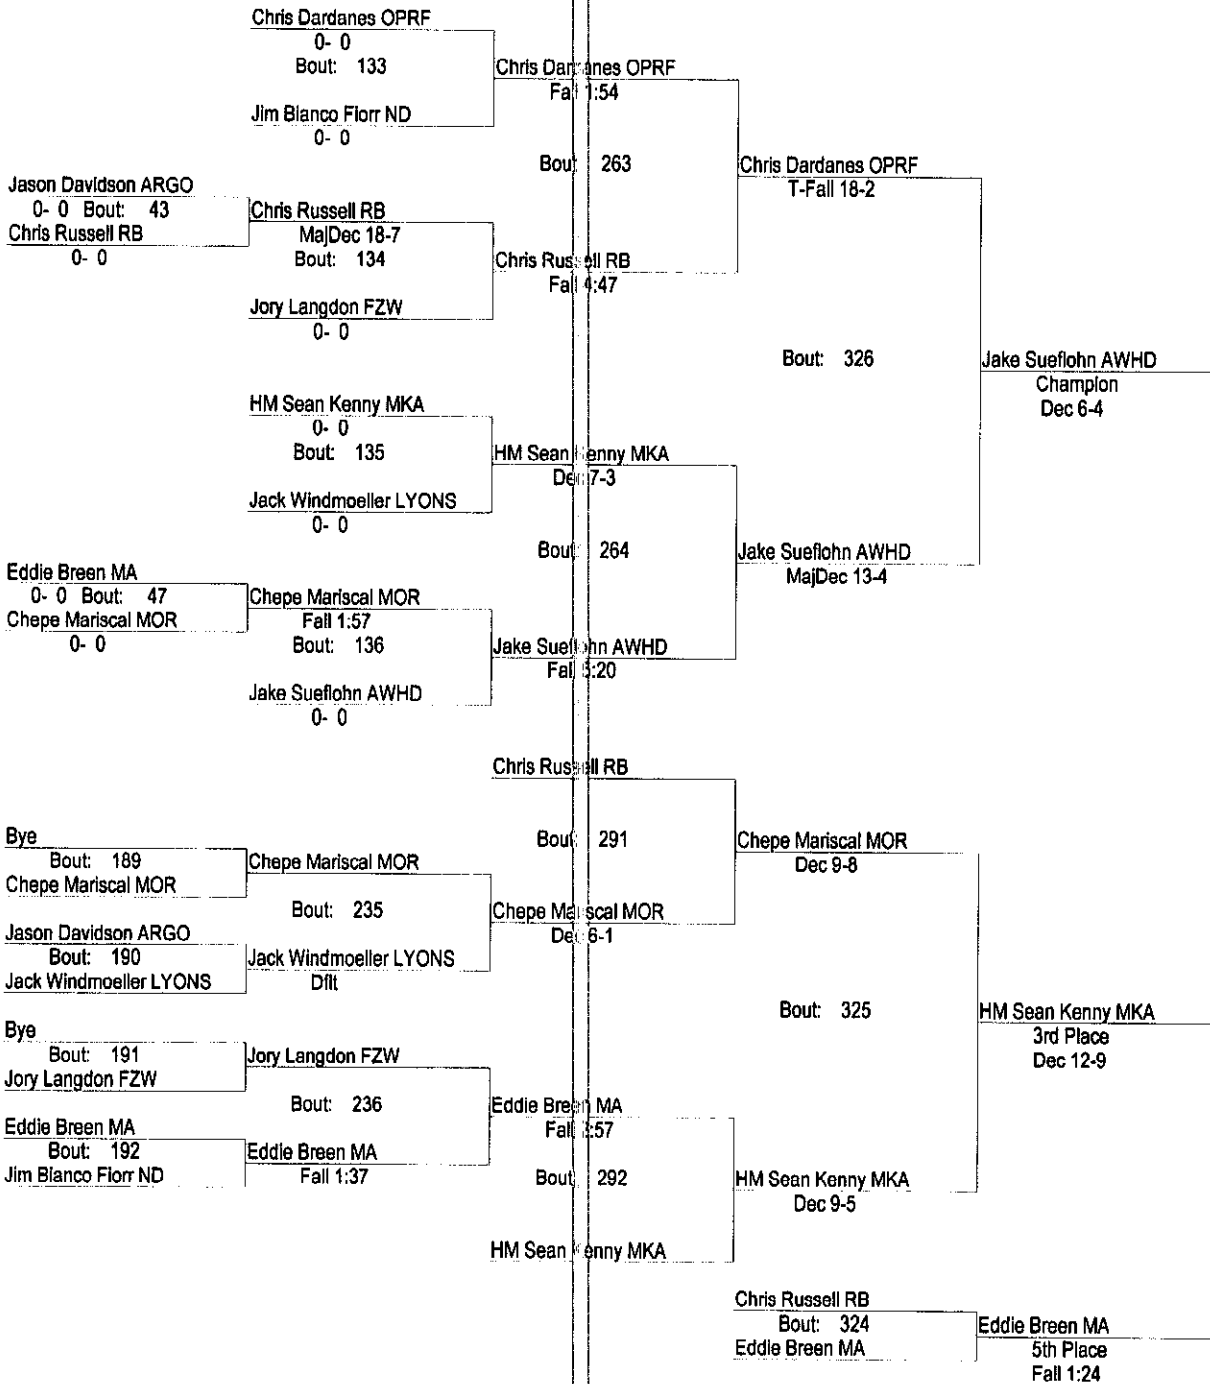 Chris Dardanes OPRF
0- 0
Bout: 133
Chris Dardanes OPRF
Fall 1:54
Jim Blanco Fiorr ND
0- 0
Bout: 263
Chris Dardanes OPRF
T-Fall 18-2
Jason Davidson ARGO
0- 0 Bout: 43
Chris Russell RB
MajDec 18-7
Chris Russell RB
0- 0
Bout: 134
Chris Russell RB
Fall 4:47
Jory Langdon FZW
0- 0
Bout: 326
Jake Sueflohn AWHD
Champion
Dec 6-4
HM Sean Kenny MKA
0- 0
Bout: 135
HM Sean Kenny MKA
Dec 7-3
Jack Windmoeller LYONS
0- 0
Bout: 264
Jake Sueflohn AWHD
MajDec 13-4
Eddie Breen MA
0- 0 Bout: 47
Chepe Mariscal MOR
Fall 1:57
Chepe Mariscal MOR
0- 0
Bout: 136
Jake Sueflohn AWHD
Fall :20
Jake Sueflohn AWHD
0- 0
Chris Russell RB
Bye
Bout: 189
Chepe Mariscal MOR
Chepe Mariscal MOR
Bout: 291
Chepe Mariscal MOR
Dec 9-8
Bout: 235
Chepe Mariscal MOR
Dec 6-1
Jason Davidson ARGO
Bout: 190
Jack Windmoeller LYONS
Jack Windmoeller LYONS
Dflt
Bout: 325
HM Sean Kenny MKA
3rd Place
Dec 12-9
Bye
Bout: 191
Jory Langdon FZW
Jory Langdon FZW
Bout: 236
Eddie Breen MA
Fall :57
Eddie Breen MA
Bout: 192
Jim Blanco Fiorr ND
Eddie Breen MA
Fall 1:37
Bout: 292
HM Sean Kenny MKA
Dec 9-5
HM Sean Kenny MKA
Chris Russell RB
Bout: 324
Eddie Breen MA
Eddie Breen MA
5th Place
Fall 1:24